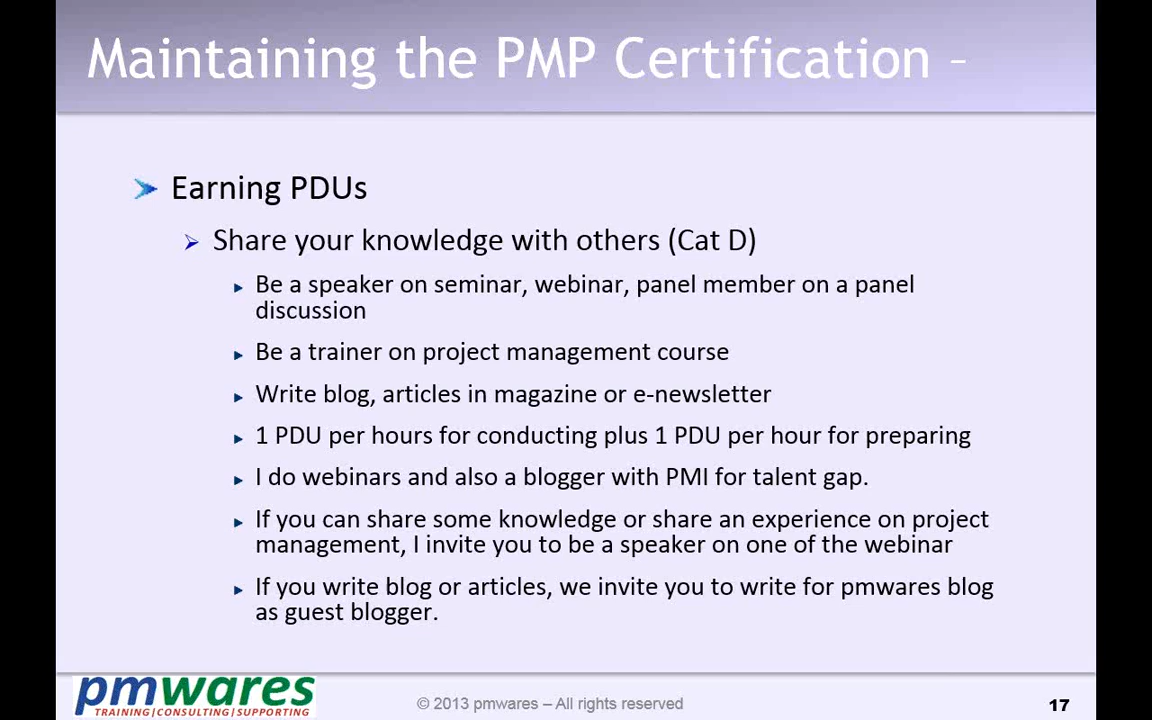 Maintaining the PMP Certification –
Earning PDUs
Share your knowledge with others (Cat D)
Be a speaker on seminar, webinar, panel member on a panel
discussion
Be a trainer on project management course
Write blog, articles in magazine or e-newsletter
1 PDU per hours for conducting plus 1 PDU per hour for preparing
I do webinars and also a blogger with PMI for talent gap.
If you can share some knowledge or share an experience on project
management, I invite you to be a speaker on one of the webinar
If you write blog or articles, we invite you to write for pmwares blog
as guest blogger.
pmwares
TRAINING|CONSULTING|SUPPORTING
© 2013 pmwares – All rights reserved
17